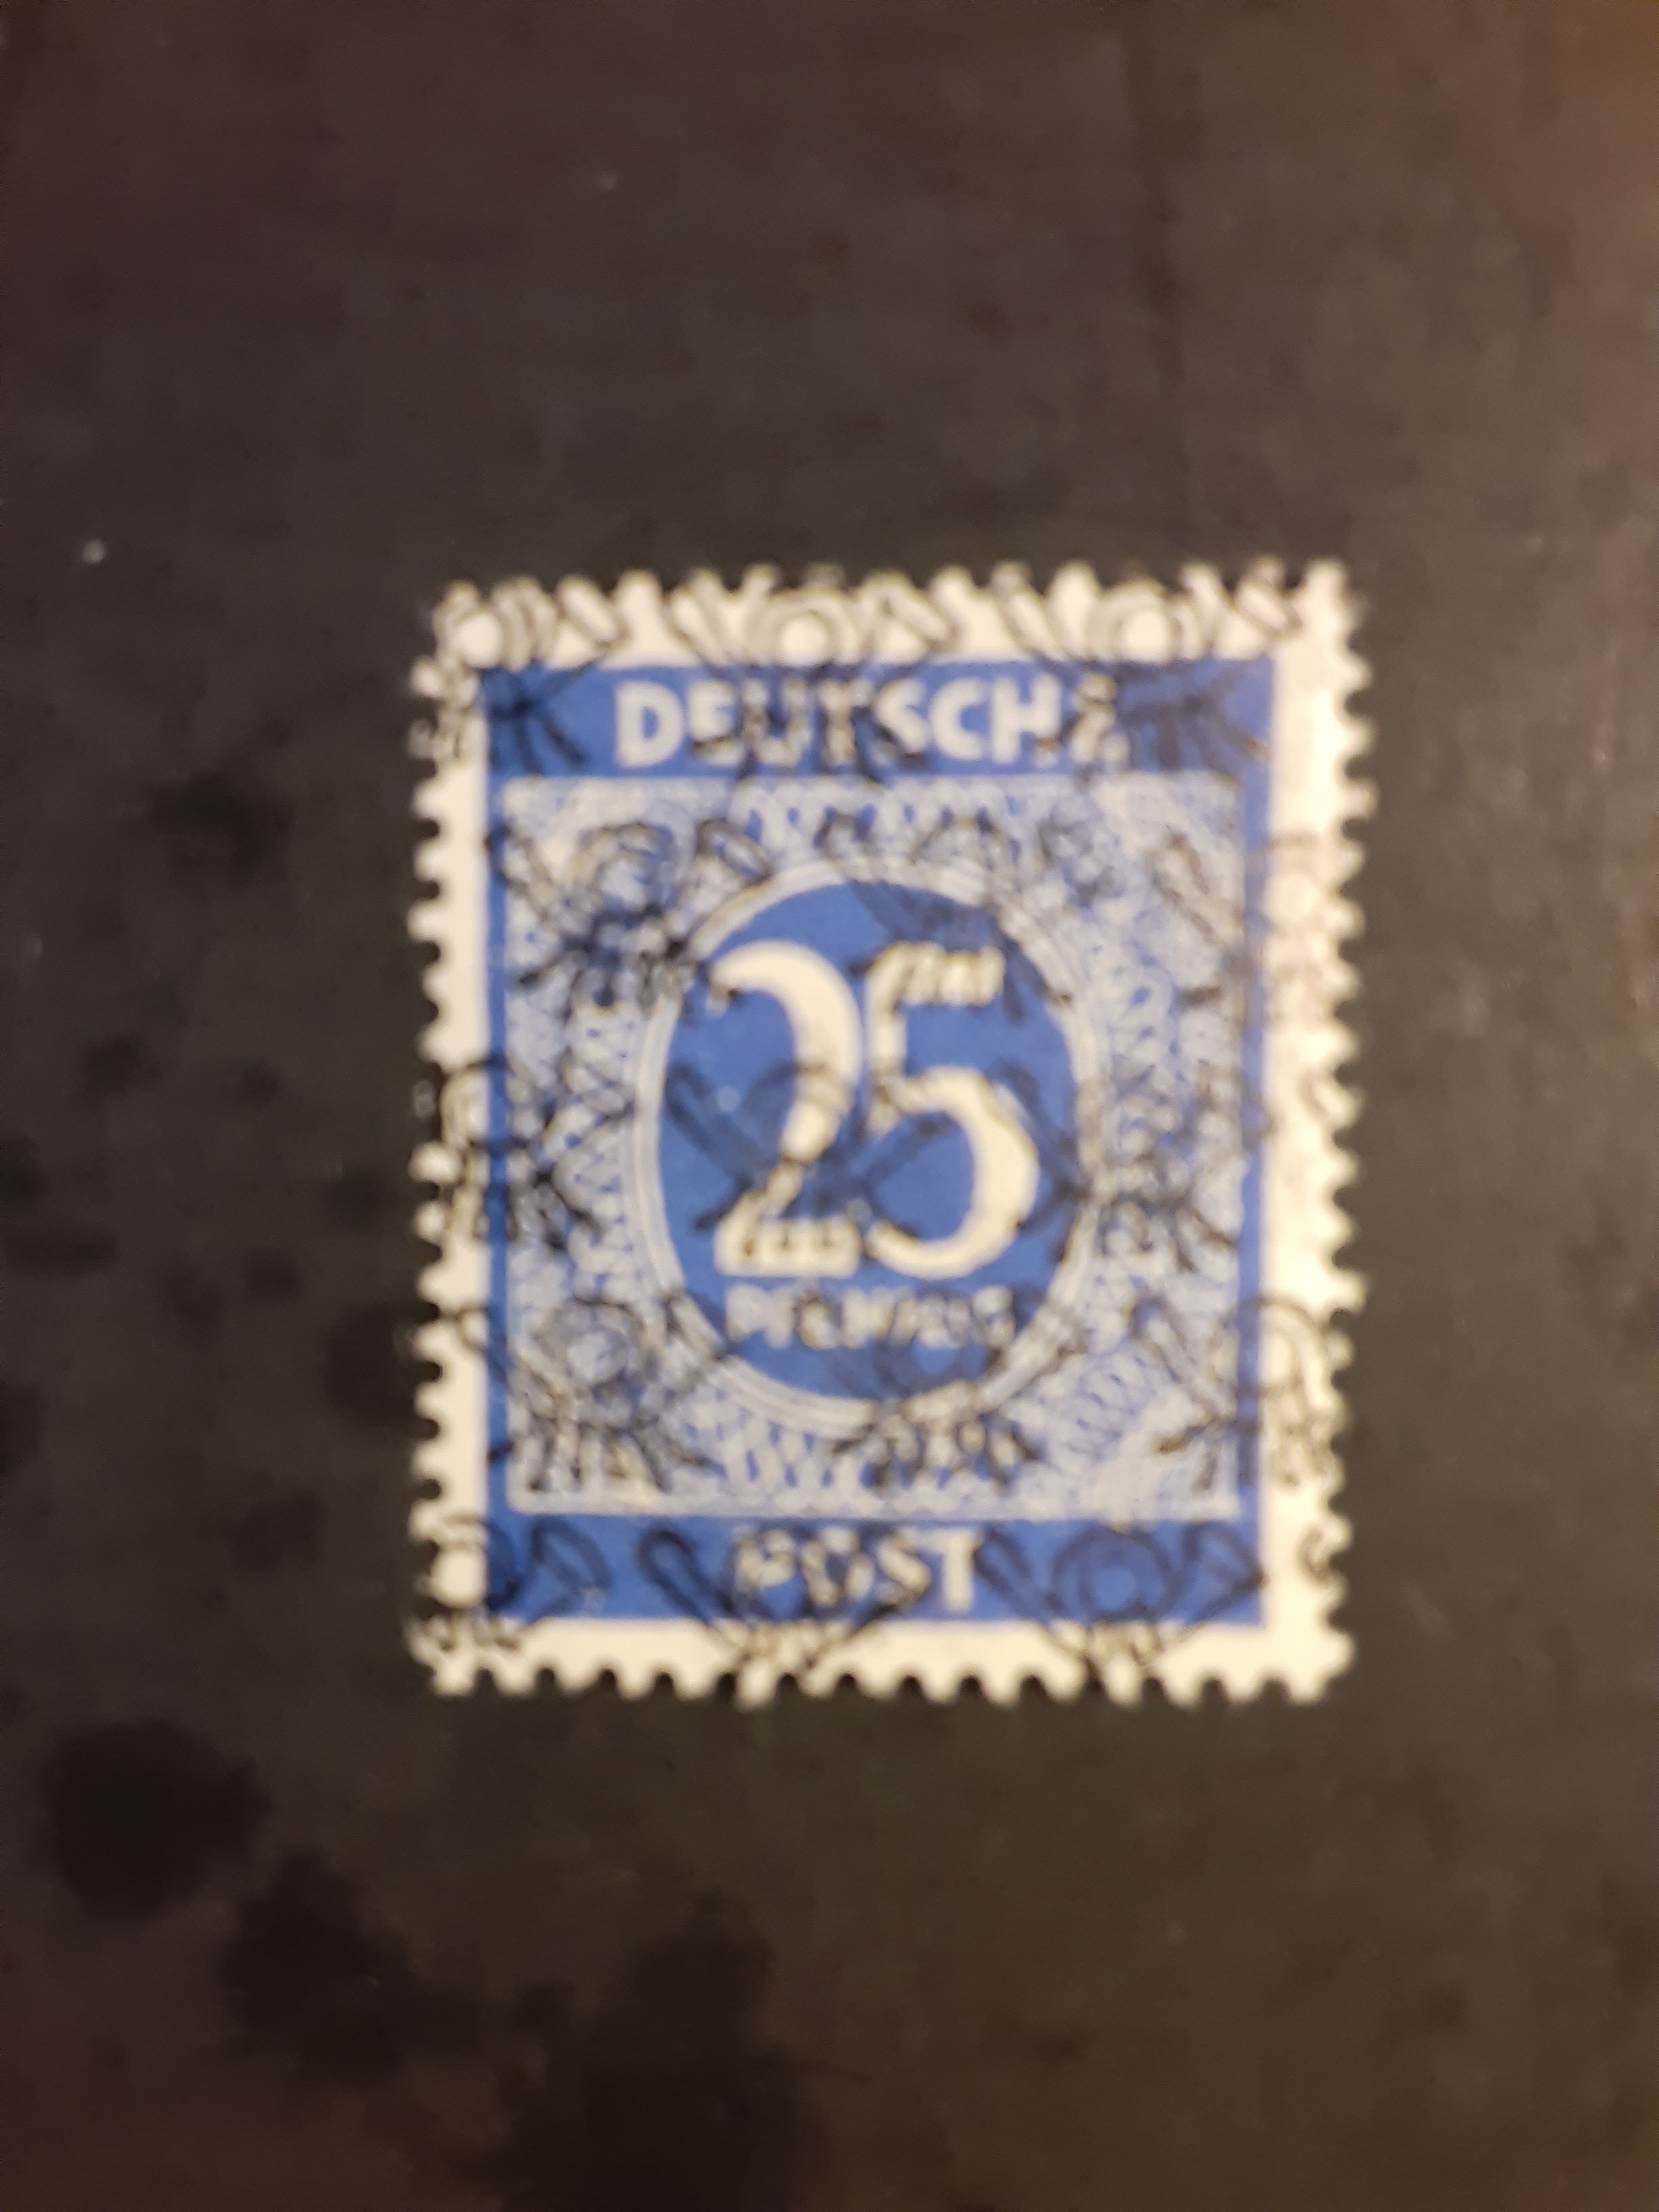 DEUTSCHE
25
PFENNIG
POST